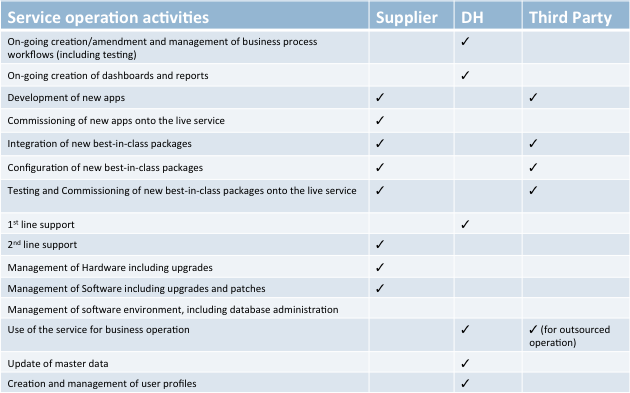 Service operation activities Supplier DH Third Party
On-going creation/amendment and management of business process
workflows (including testing) ✓
On-going creation of dashboards and reports ✓
Development of new apps ✓ ✓
Commissioning of new apps onto the live service ✓
Integration of new best-in-class packages ✓ ✓
Configuration of new best-in-class packages ✓ ✓
Testing and Commissioning of new best-in-class packages onto the live service ✓ ✓
1st line support ✓
2nd line support ✓
Management of Hardware including upgrades ✓
Management of Software including upgrades and patches ✓
Management of software environment, including database administration
Use of the service for business operation ✓ ✓ (for outsourced
operation)
Update of master data ✓
Creation and management of user profiles ✓